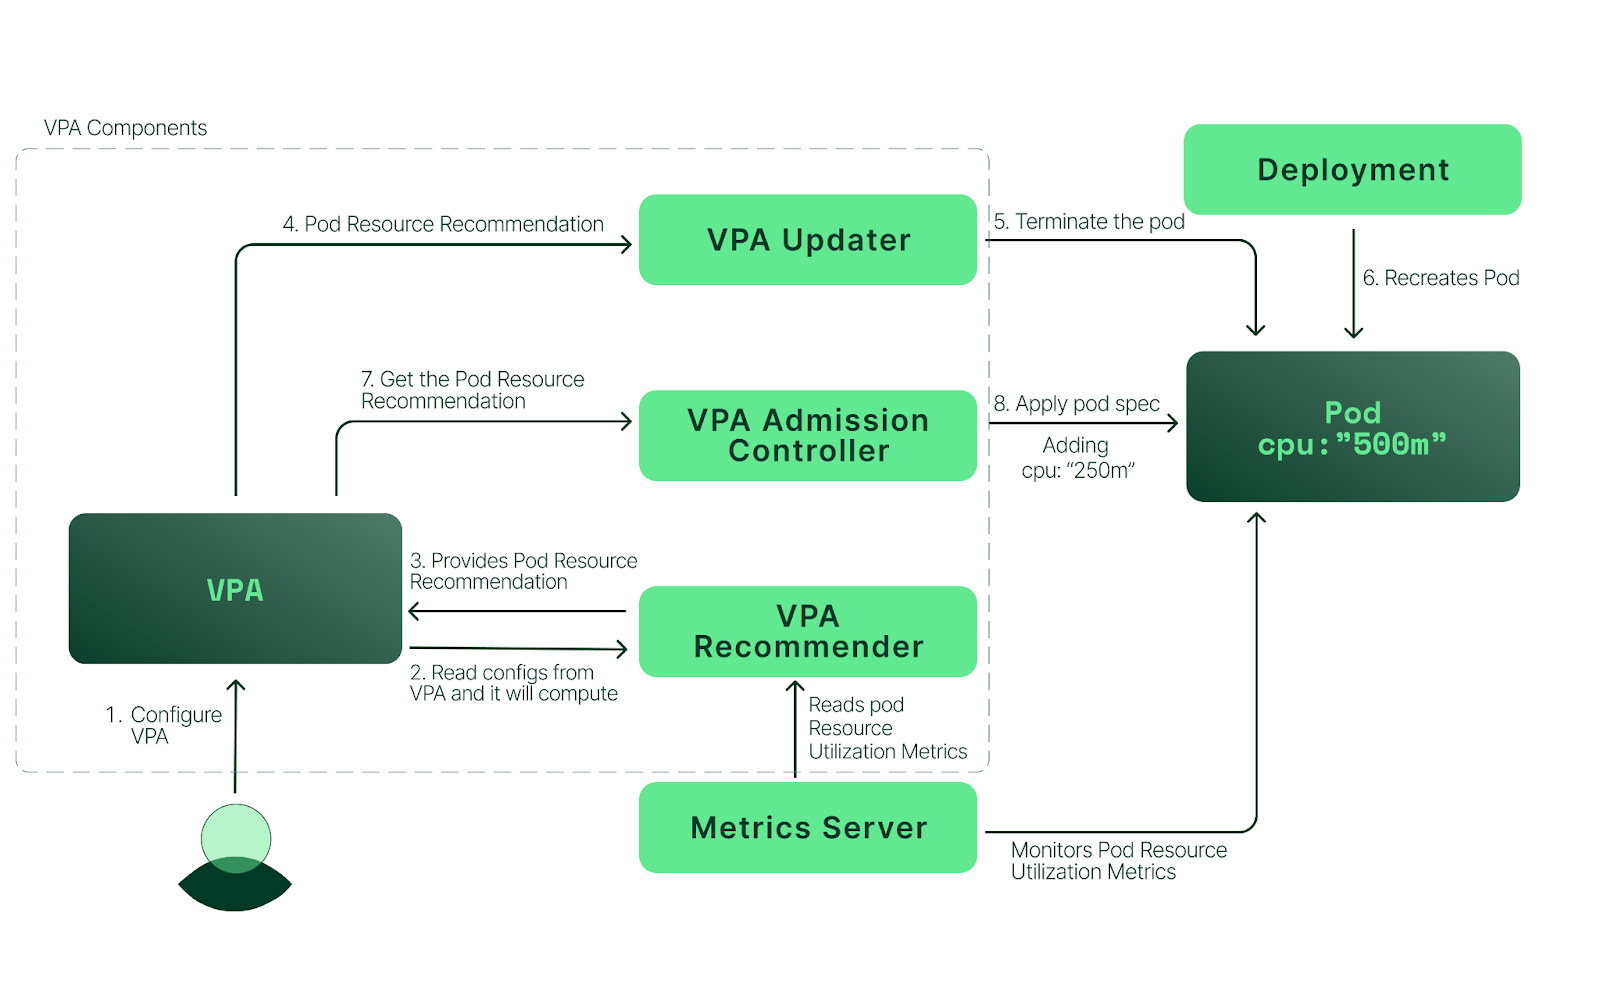 VPA Components
Deployment
4. Pod Resource Recommendation
VPA Updater
5. Terminate the pod
6. Recreates Pod
7. Get the Pod Resource
Recommendation
VPA Admission
Controller
8. Apply pod spec
Adding
cpu: “250m”
Pod
cpu:”500m”
VPA
3. Provides Pod Resource
Recommendation
VPA
Recommender
2. Read configs from
VPA and it will compute
1. Configure
VPA
Reads pod
Resource
Utilization Metrics
Metrics Server
Monitors Pod Resource
Utilization Metrics